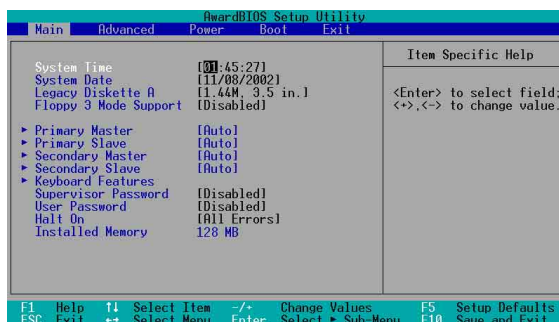 AwardBIOS Setup Utility
Main Advanced Power Boot Exit
Item Specific Help
System Time [01:45:27]
System Date [11/08/2002]
Legacy Diskette A [1.44M, 3.5 in.]
Floppy 3 Mode Support [Disabled]
<Enter> to select field;
<+>,<-> to change value.
▶ Primary Master [Auto]
▶ Primary Slave [Auto]
▶ Secondary Master [Auto]
▶ Secondary Slave [Auto]
▶ Keyboard Features
Supervisor Password [Disabled]
User Password [Disabled]
Halt On [All Errors]
Installed Memory 128 MB
F1 Help ↑↓ Select Item -/+ Change Values F5 Setup Defaults
ESC Exit ←→ Select Menu Enter Select ▶ Sub-Menu F10 Save and Exit